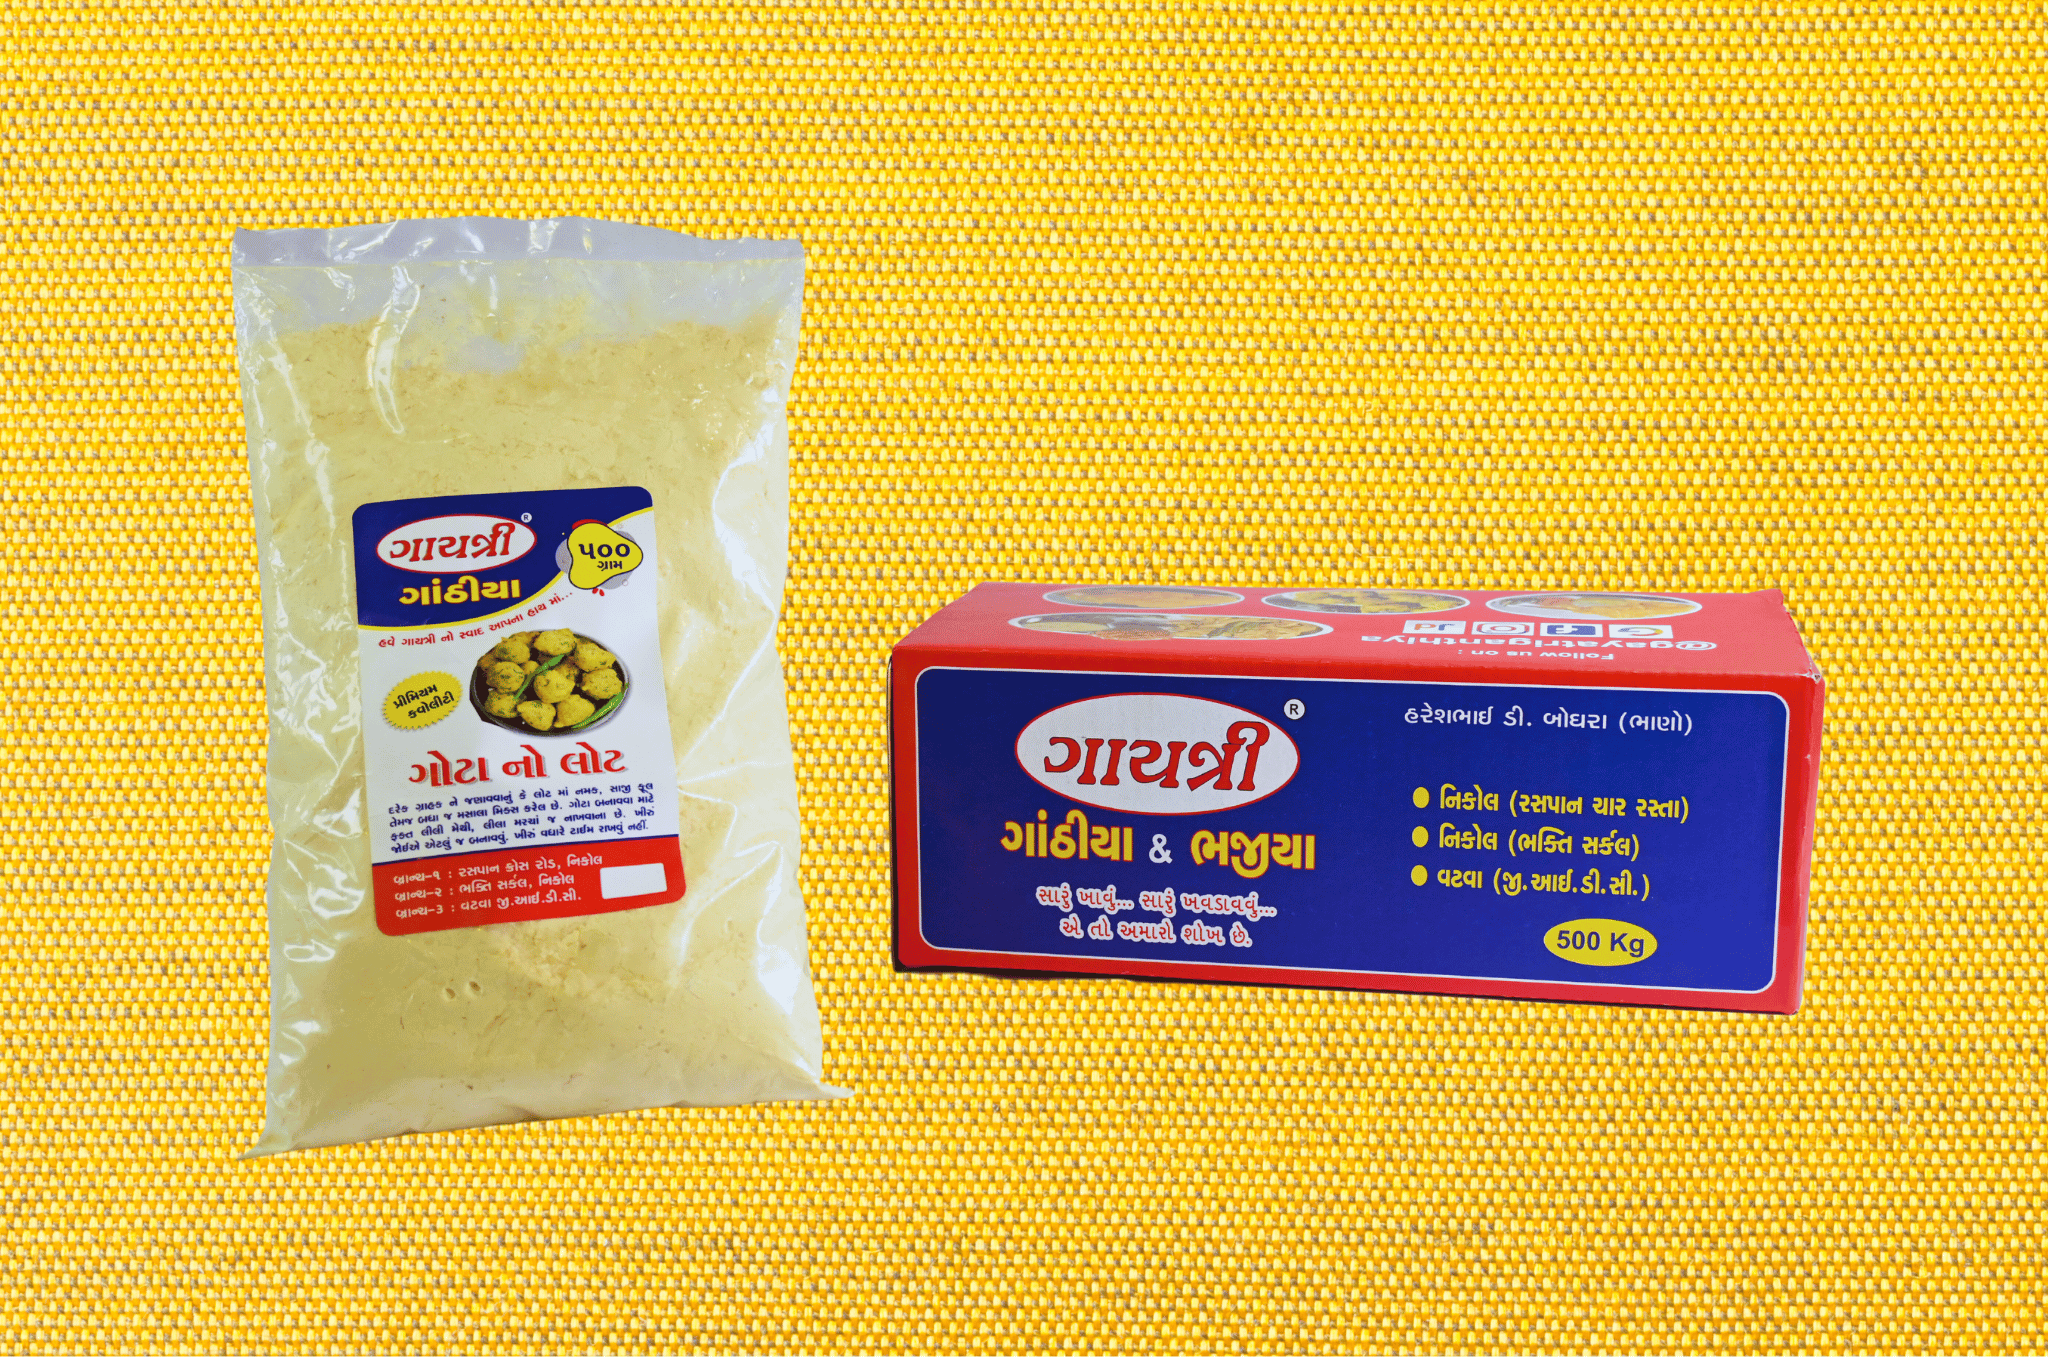 ગાયત્રી
R
ગાંઠીયા
૫૦૦
ગ્રામ
હવે ગાયત્રી નો સ્વાદ આપના હાથ માં...
પ્રીમિયમ
કવોલીટી
ગોટા નો લોટ
દરેક ગ્રાહક ને જણાવવાનું કે લોટ માં નમક, સાજી ફૂલ
તેમજ બધા જ મસાલા મિક્સ કરેલ છે. ગોટા બનાવવા માટે
ફક્ત લીલી મેથી, લીલા મરચાં જ નાખવાના છે. ખીરું
જોઈએ એટલું જ બનાવવું. ખીરું વધારે ટાઈમ રાખવું નહીં.
બ્રાન્ચ-૧ : રસપાન ક્રોસ રોડ, નિકોલ
બ્રાન્ચ-૨ : ભક્તિ સર્કલ, નિકોલ
બ્રાન્ચ-૩ : વટવા જી.આઈ.ડી.સી.
Follow us on :
@gayatriganthiya
Jd
ગાયત્રી
R
ગાંઠીયા & ભજીયા
સારું ખાવું... સારું ખવડાવવું...
એ તો અમારો શોખ છે.
હરેશભાઈ ડી. બોઘરા (ભાણો)
નિકોલ (રસપાન ચાર રસ્તા)
નિકોલ (ભક્તિ સર્કલ)
વટવા (જી.આઈ.ડી.સી.)
500 Kg